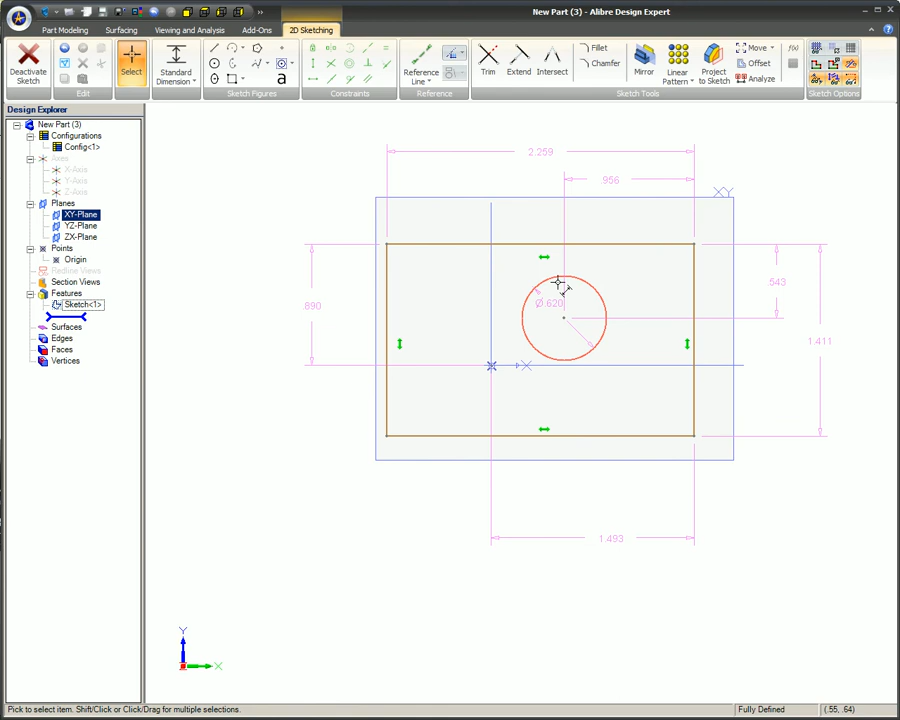 New Part (3) - Alibre Design Expert
Part Modeling Surfacing Viewing and Analysis Add-Ons 2D Sketching
Deactivate Sketch
Edit
Select
Standard Dimension
a
Sketch Figures
Constraints
Reference Line
Reference
Trim
Extend
Intersect
Fillet
Chamfer
Mirror
Linear Pattern
Project to Sketch
Move
Offset
Analyze
f(x)
Sketch Tools
Sketch Options
Design Explorer
New Part (3)
Configurations
Config<1>
Axes
X-Axis
Y-Axis
Z-Axis
Planes
XY-Plane
YZ-Plane
ZX-Plane
Points
Origin
Redline Views
Section Views
Features
Sketch<1>
Surfaces
Edges
Faces
Vertices
2.259
.956
XY
.890
Ø.620
.543
1.411
X
1.493
Y
X
Pick to select item. Shift/Click or Click/Drag for multiple selections.
Fully Defined
(.55, .64)